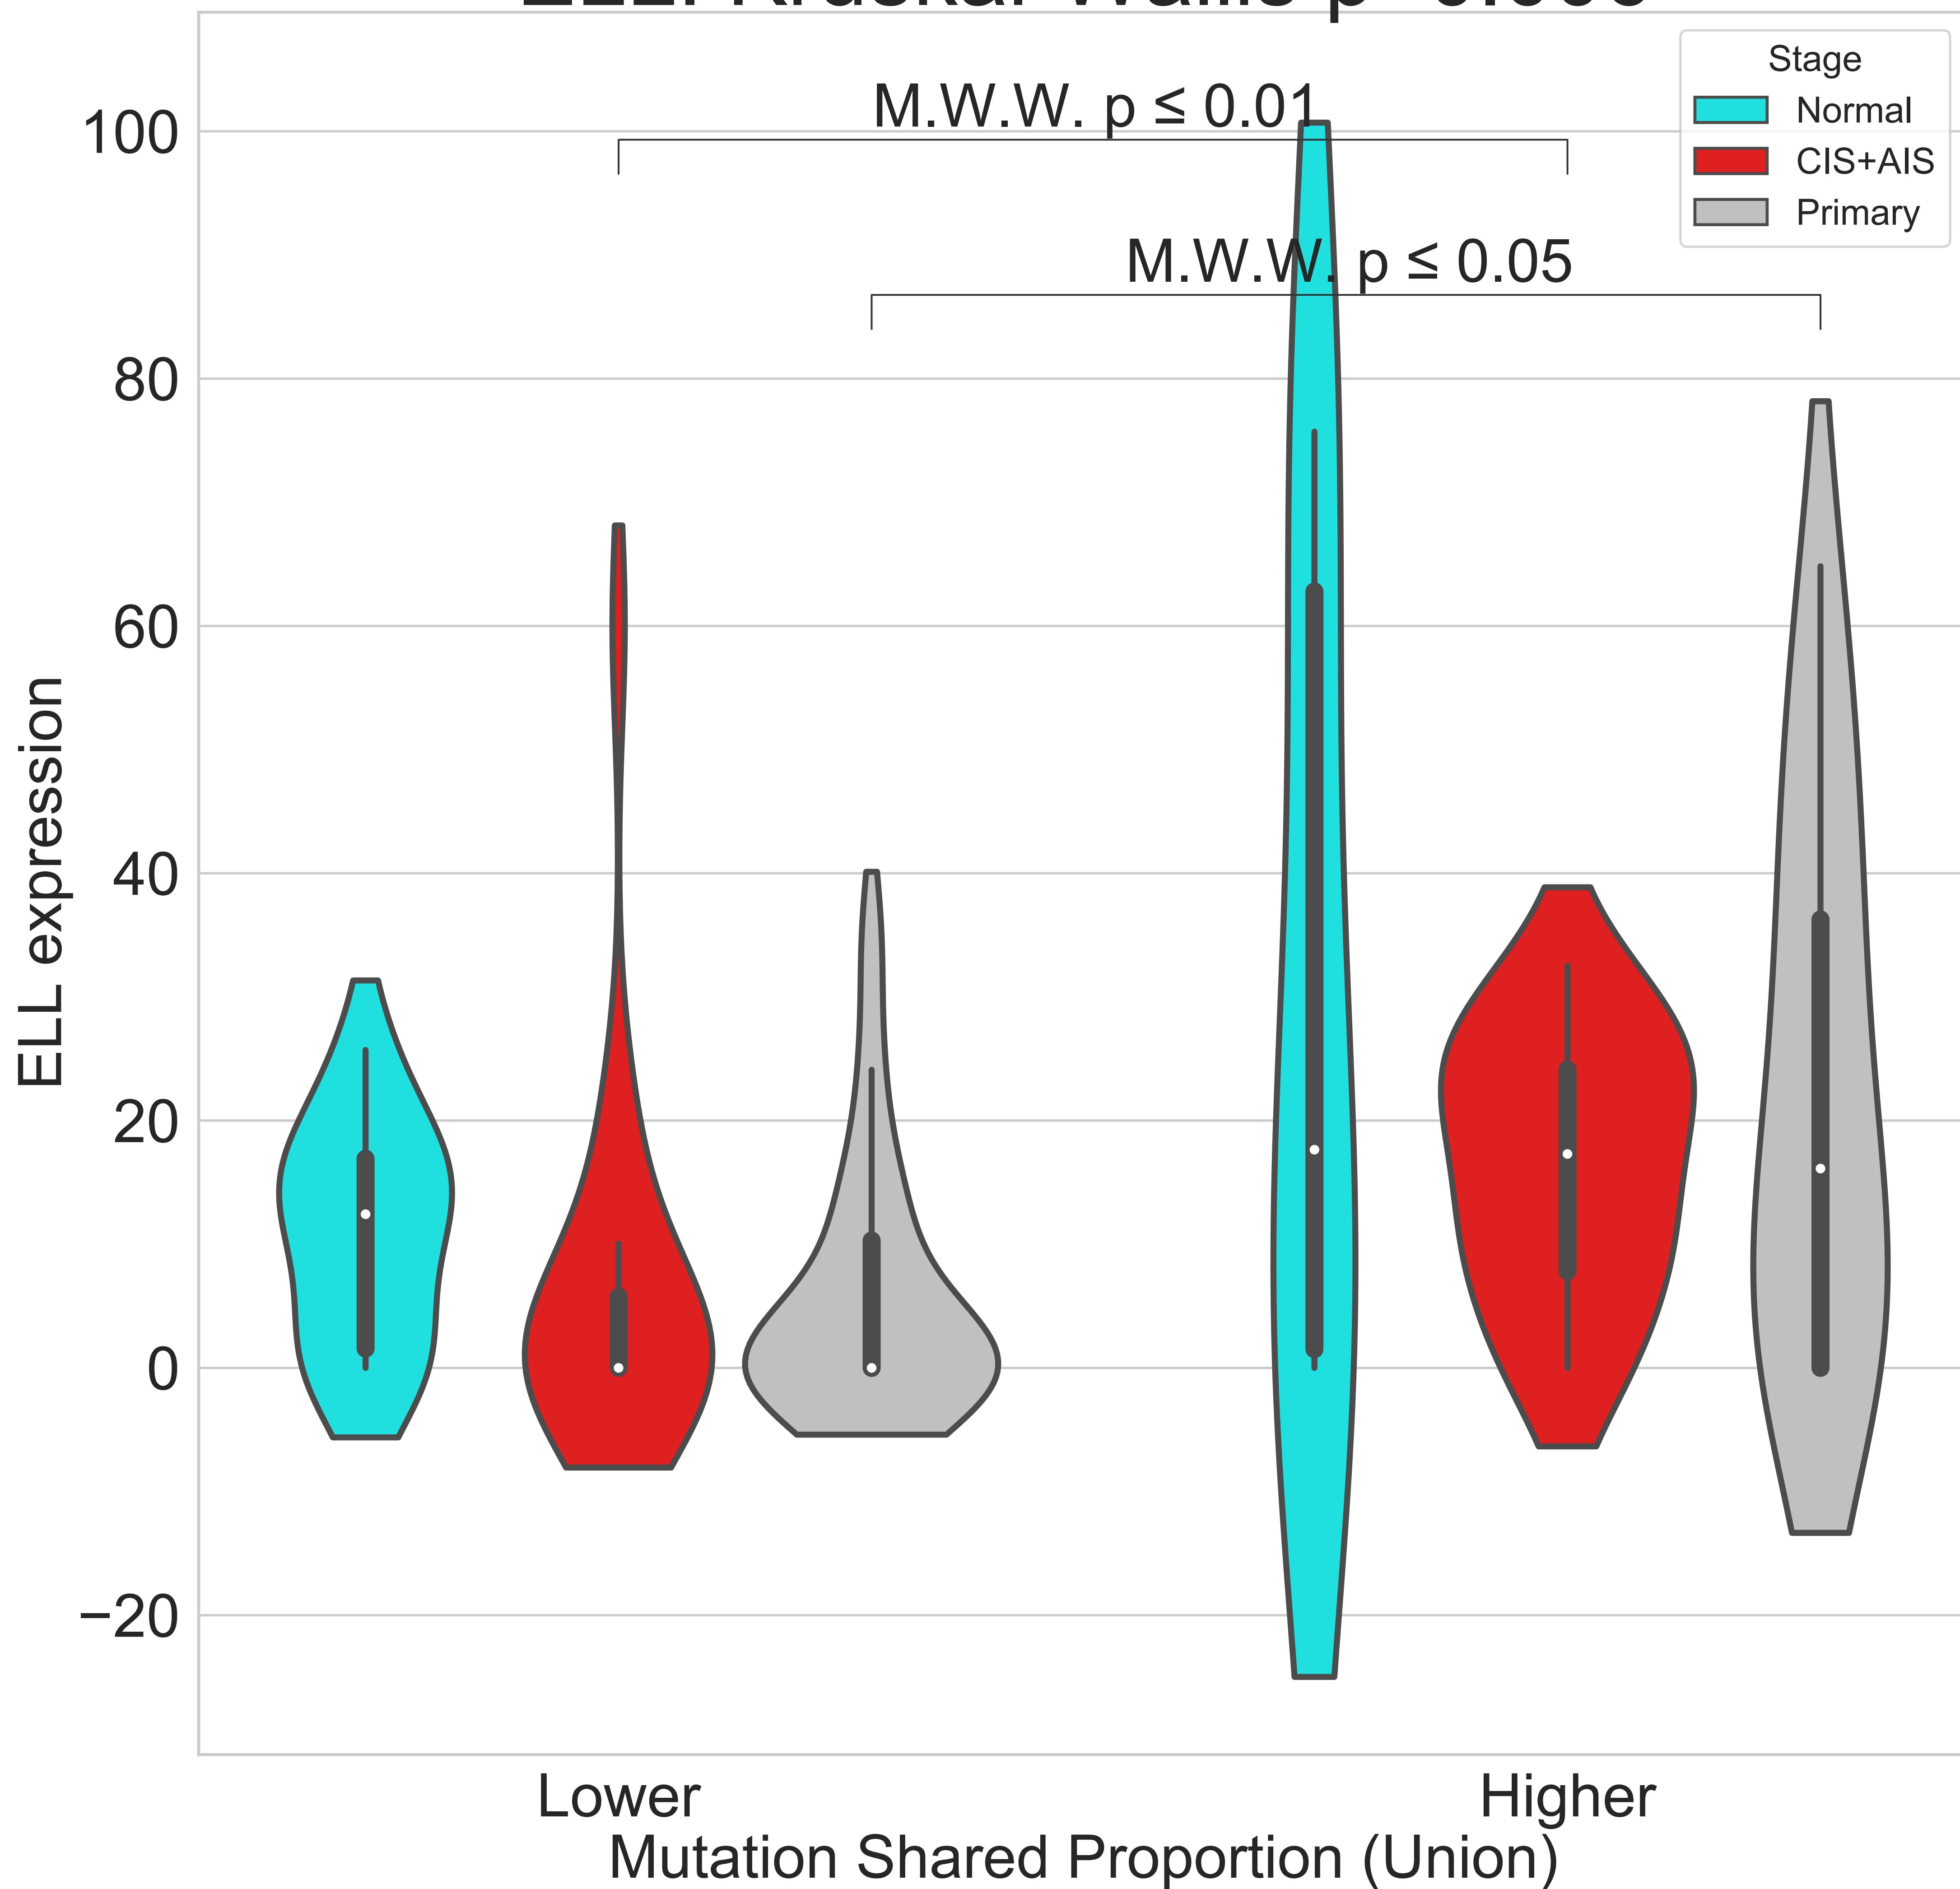 M.W.W. p ≤ 0.01
M.W.W. p ≤ 0.05
Stage
Normal
CIS+AIS
Primary
100
80
60
40
20
0
−20
ELL expression
Lower
Higher
Mutation Shared Proportion (Union)